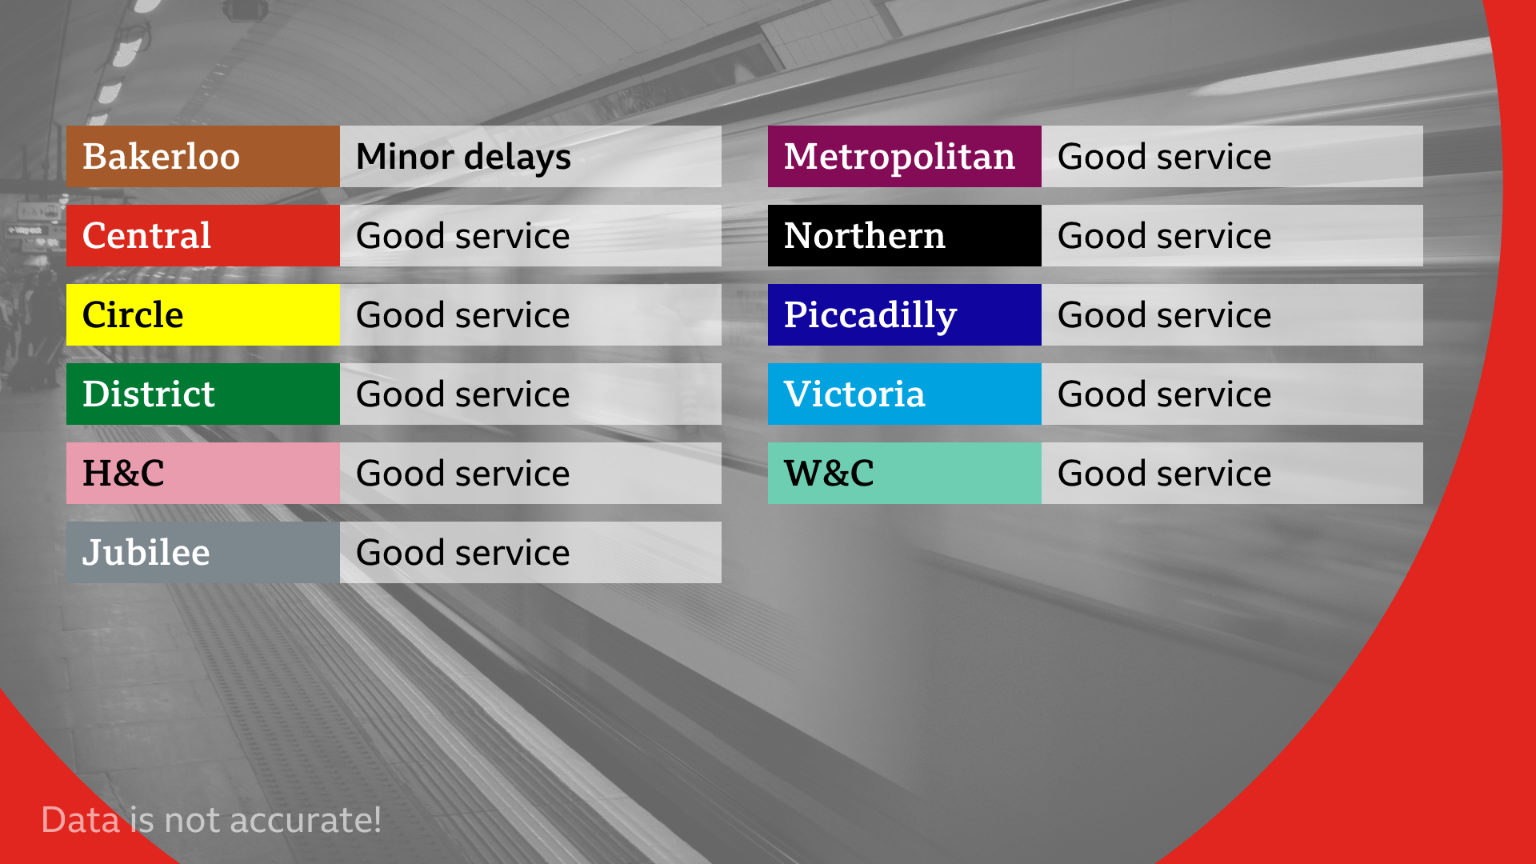 Bakerloo Minor delays
Central Good service
Circle Good service
District Good service
H&C Good service
Jubilee Good service
Metropolitan Good service
Northern Good service
Piccadilly Good service
Victoria Good service
W&C Good service
Data is not accurate!